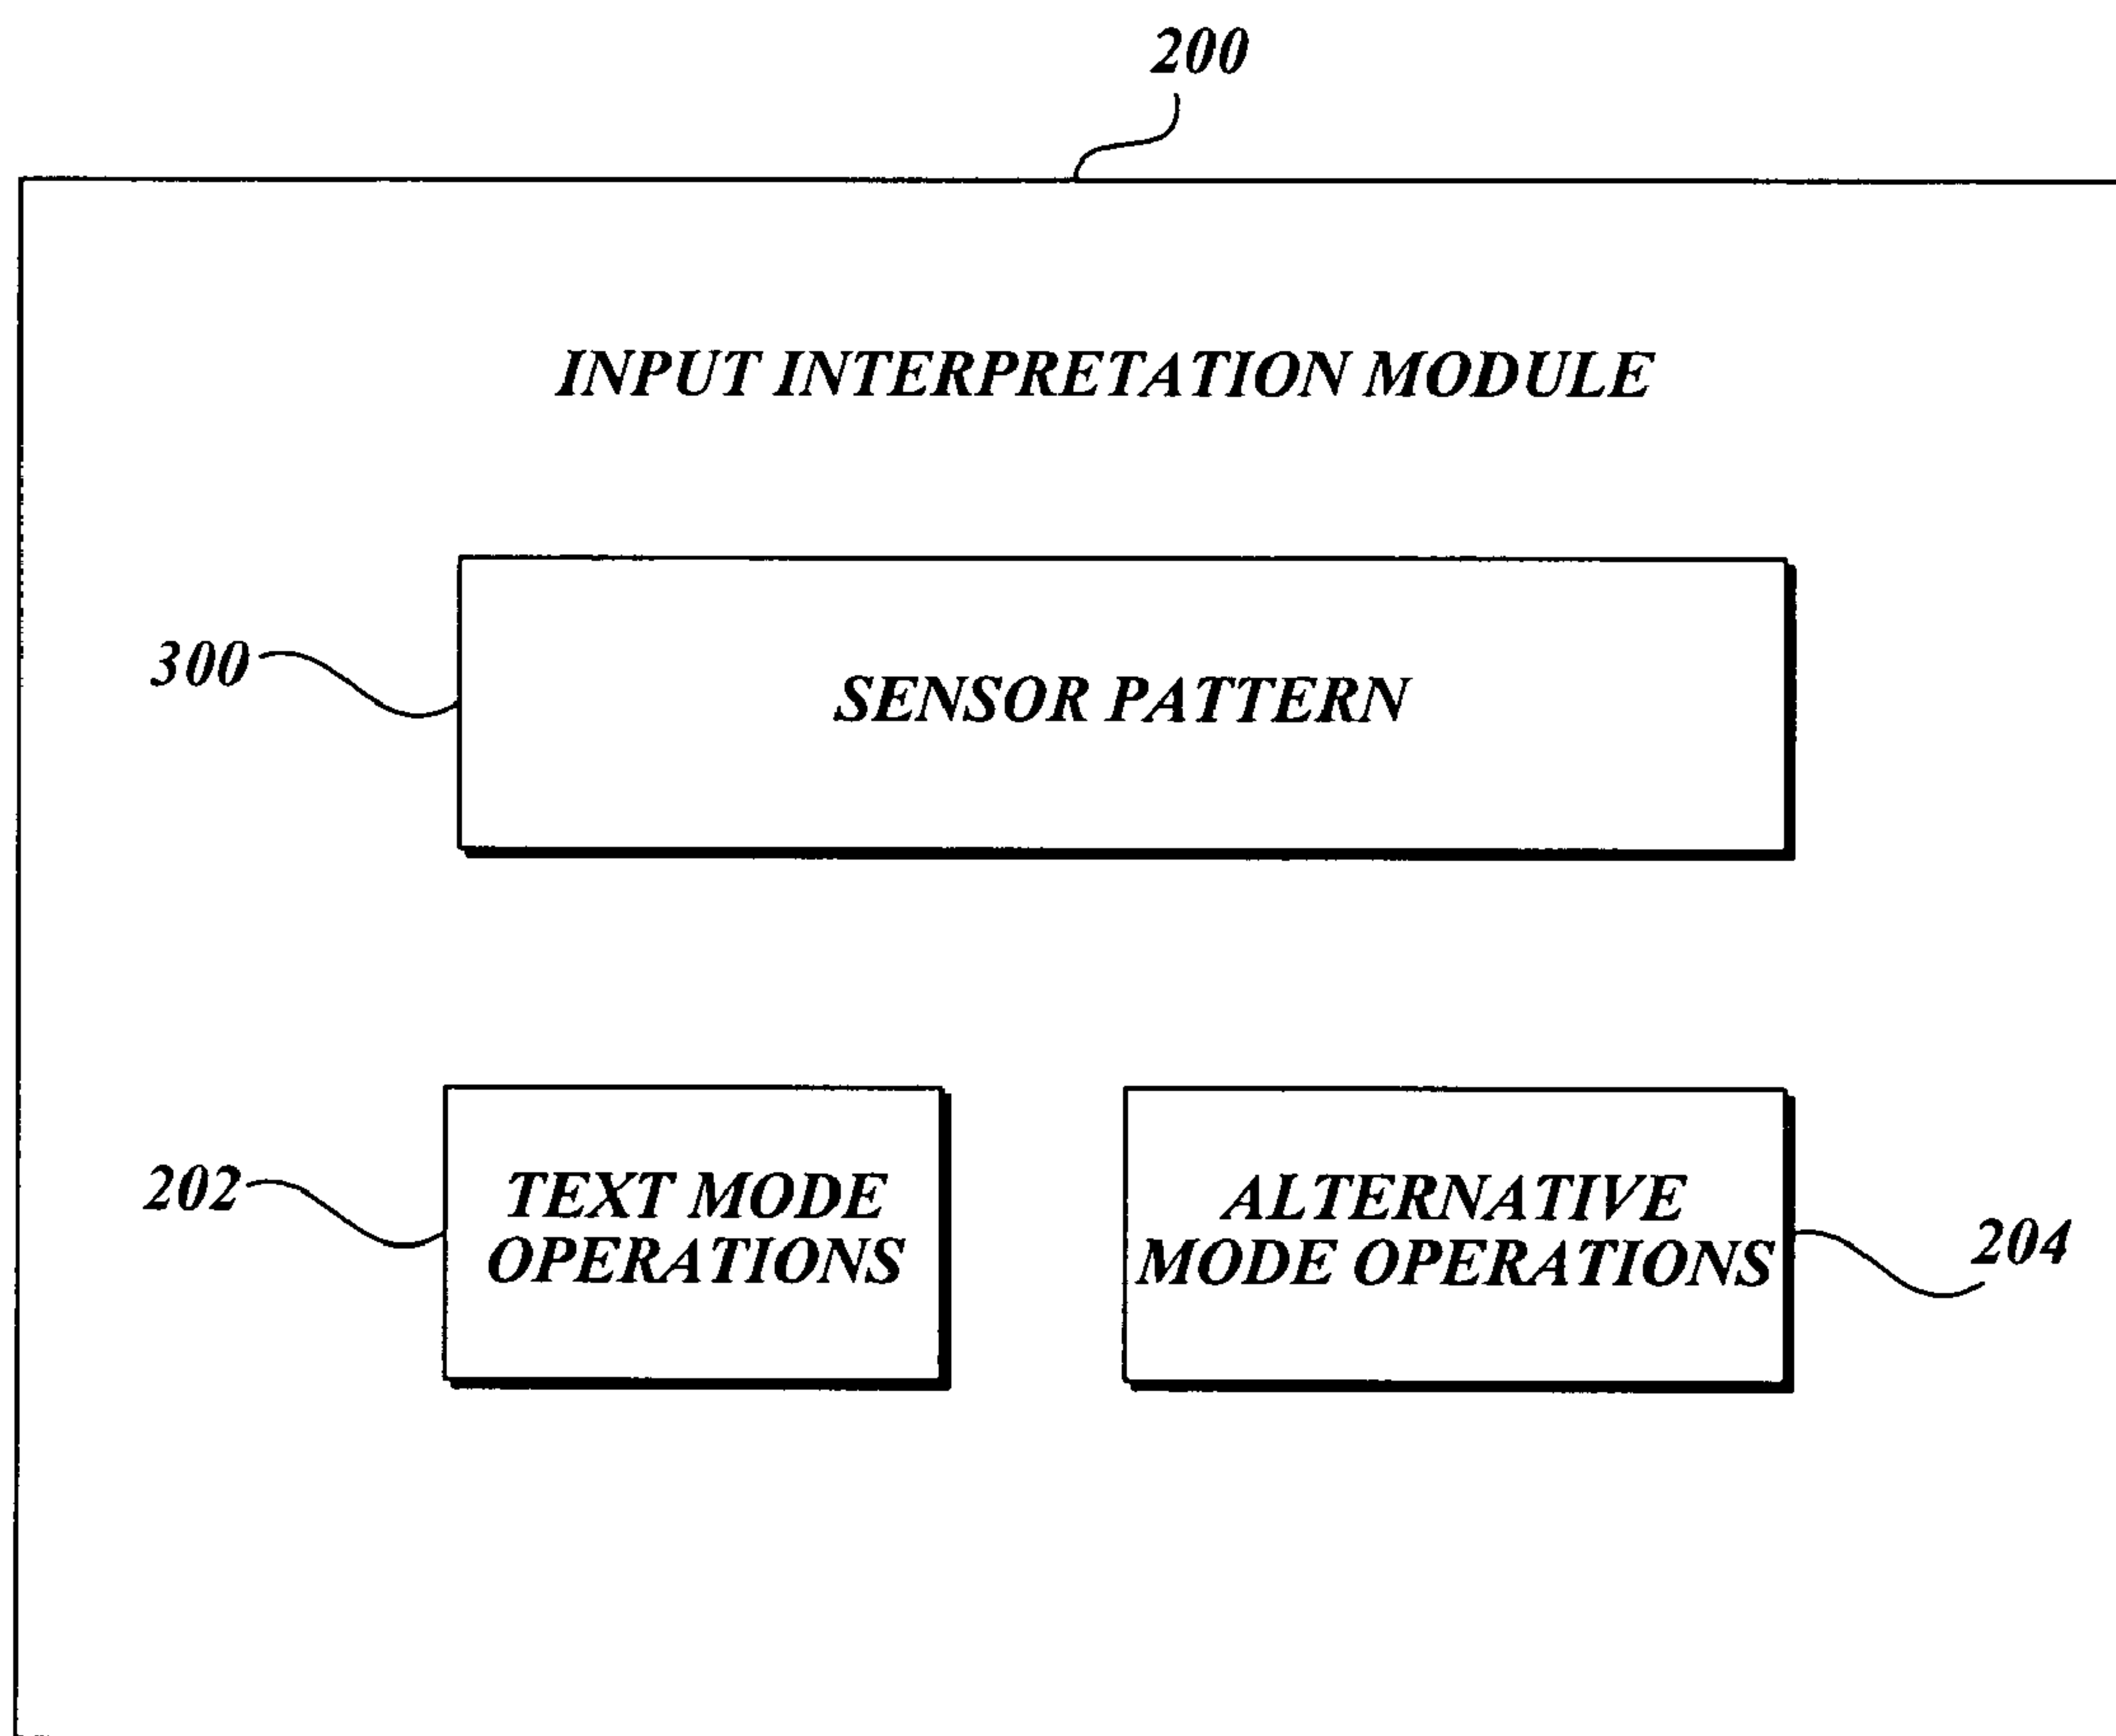 200
INPUT INTERPRETATION MODULE
300
SENSOR PATTERN
202
TEXT MODE
OPERATIONS
ALTERNATIVE
MODE OPERATIONS
204